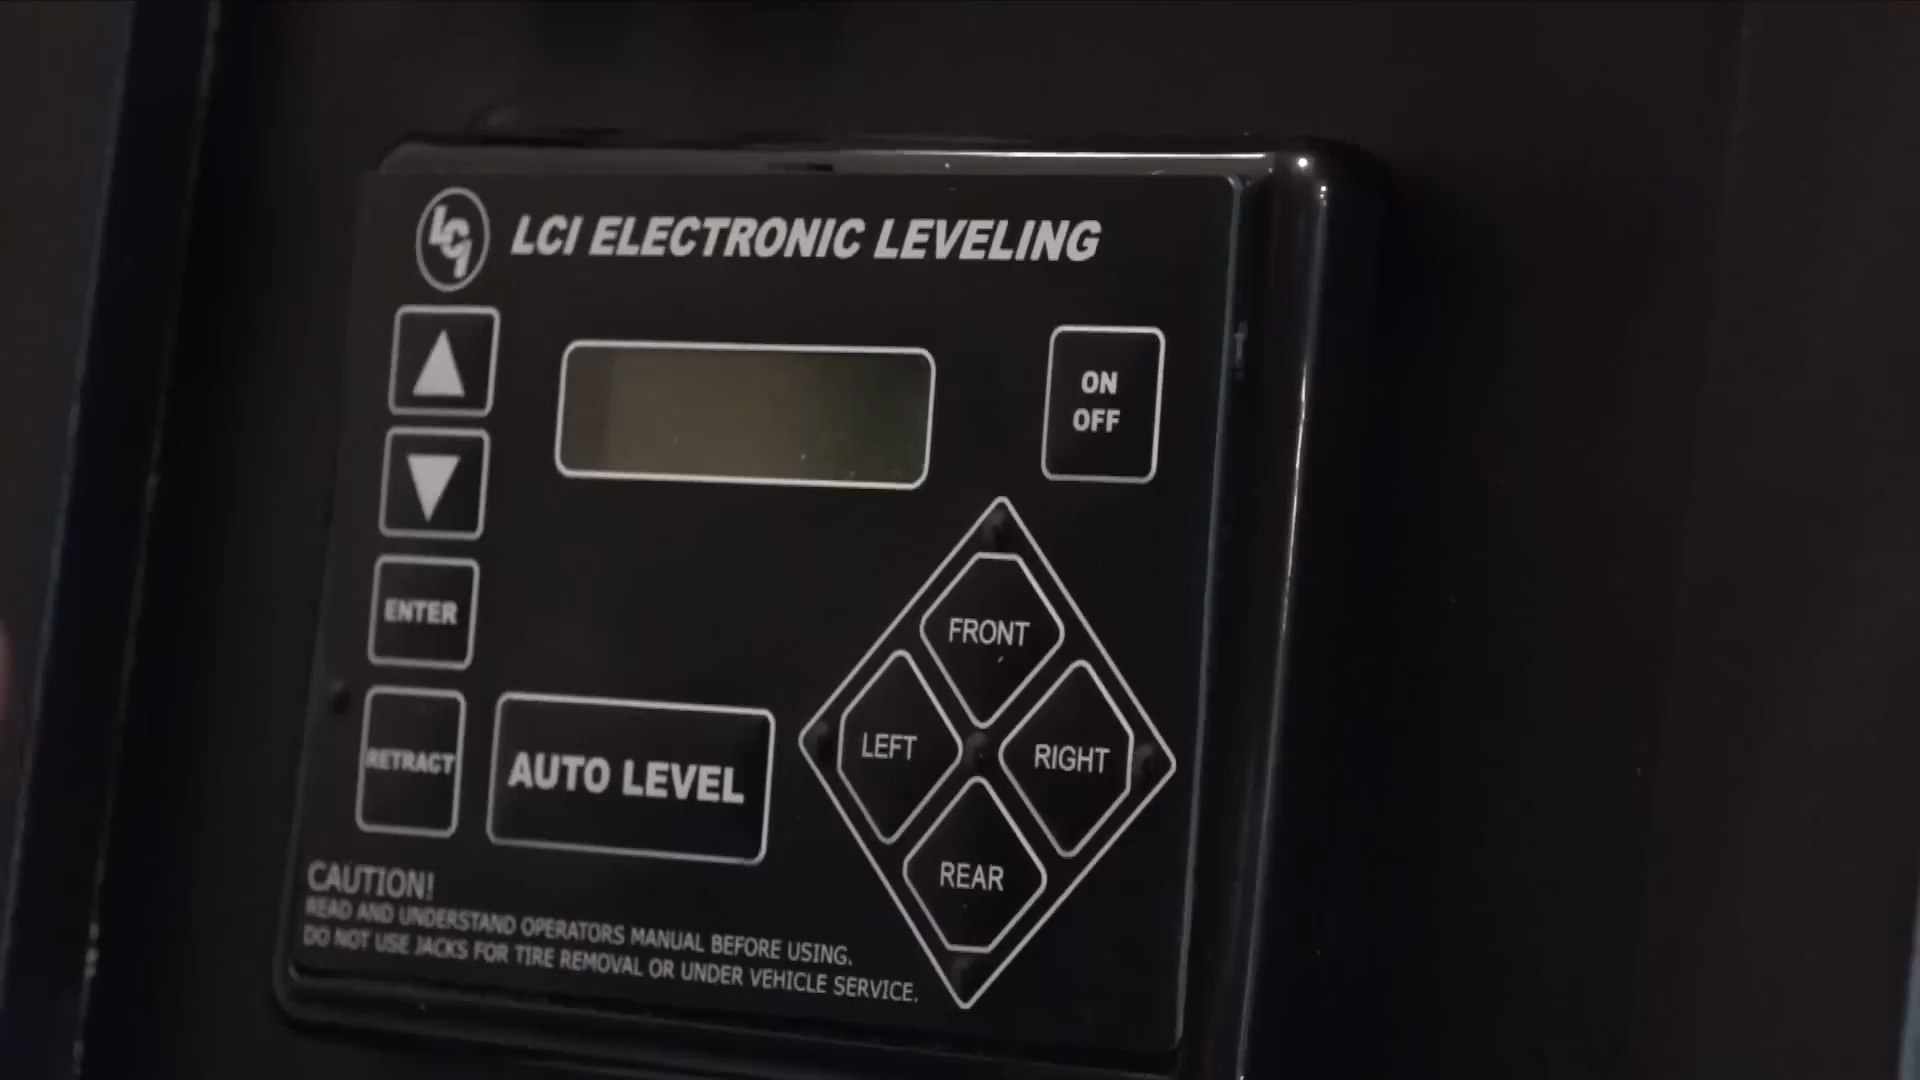 LCI
LCI ELECTRONIC LEVELING
ON
OFF
ENTER
RETRACT
AUTO LEVEL
FRONT
LEFT
RIGHT
REAR
CAUTION!
READ AND UNDERSTAND OPERATORS MANUAL BEFORE USING.
DO NOT USE JACKS FOR TIRE REMOVAL OR UNDER VEHICLE SERVICE.